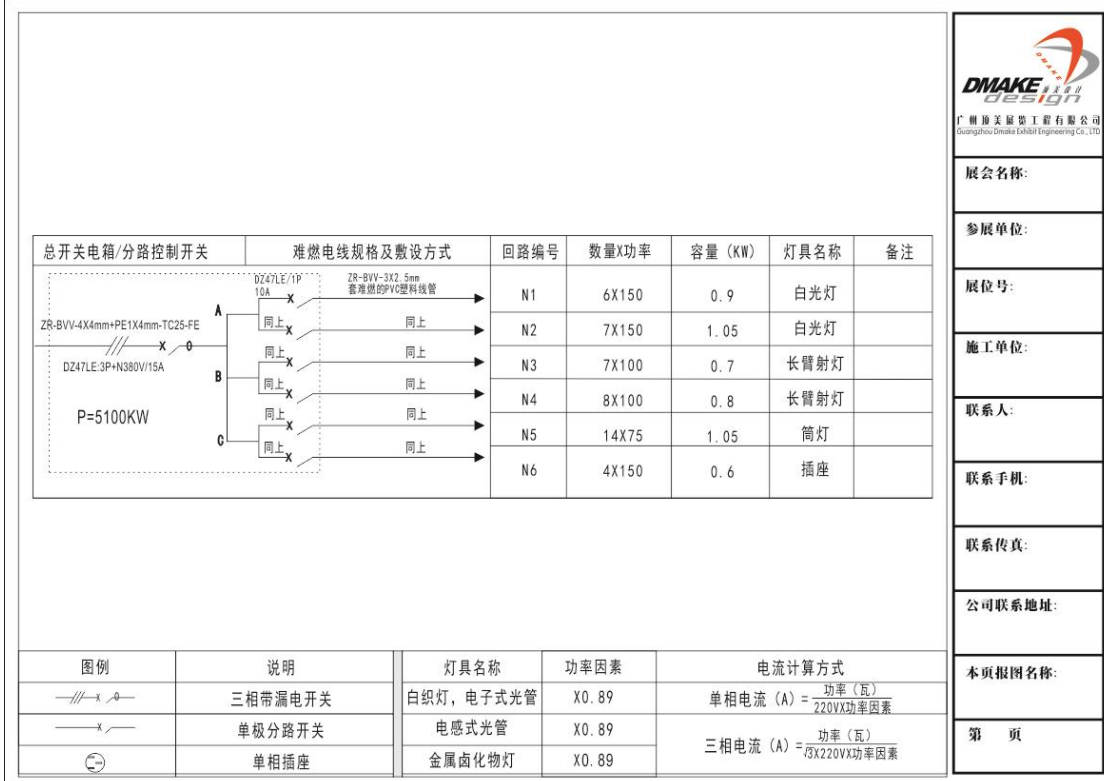 DMAKE
DMAKE 顶美设计
design
广州顶美展览工程有限公司
Guangzhou Dmake Exhibit Engineering Co., LTD
展会名称:
参展单位:
展位号:
施工单位:
联系人:
联系手机:
联系传真:
公司联系地址:
本页报图名称:
第 页
总开关电箱/分路控制开关 难燃电线规格及敷设方式 回路编号 数量X功率 容量 (KW) 灯具名称 备注
DZ47LE/1P
10A
ZR-BVV-3X2.5mm
套难燃的PVC塑料线管
A
N1 6X150 0.9 白光灯
同上 同上 N2 7X150 1.05 白光灯
ZR-BVV-4X4mm+PE1X4mm-TC25-FE
DZ47LE:3P+N380V/15A
B
同上 N3 7X100 0.7 长臂射灯
同上 同上 N4 8X100 0.8 长臂射灯
P=5100KW
C
同上 同上 N5 14X75 1.05 筒灯
同上 同上 N6 4X150 0.6 插座
图例 说明 灯具名称 功率因素 电流计算方式
三相带漏电开关 白织灯，电子式光管 X0.89 单相电流 (A) = 功率（瓦）
220VX功率因素
单极分路开关 电感式光管 X0.89
单相插座 金属卤化物灯 X0.89 三相电流 (A) = 功率（瓦）
√3X220VX功率因素